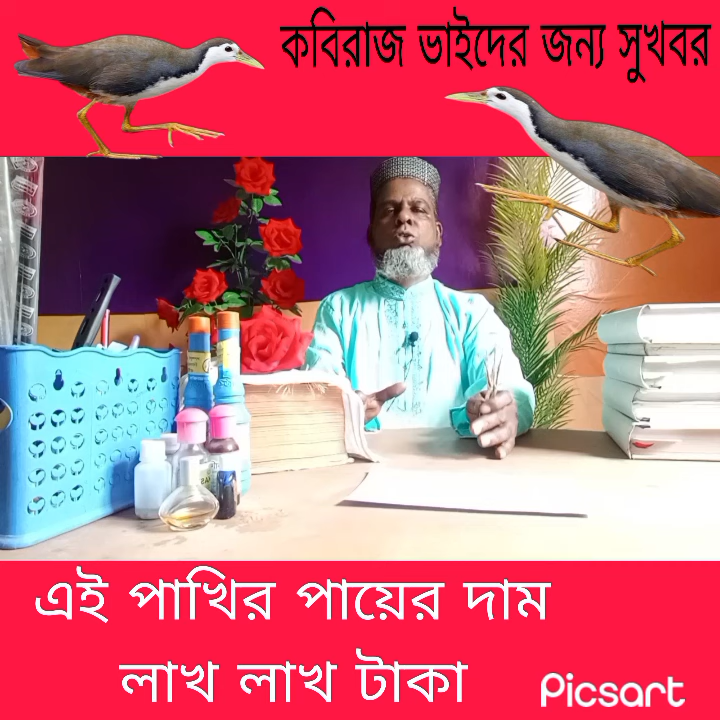 কবিরাজ ভাইদের জন্য সুখবর
এই পাখির পায়ের দাম
লাখ লাখ টাকা
Picsart